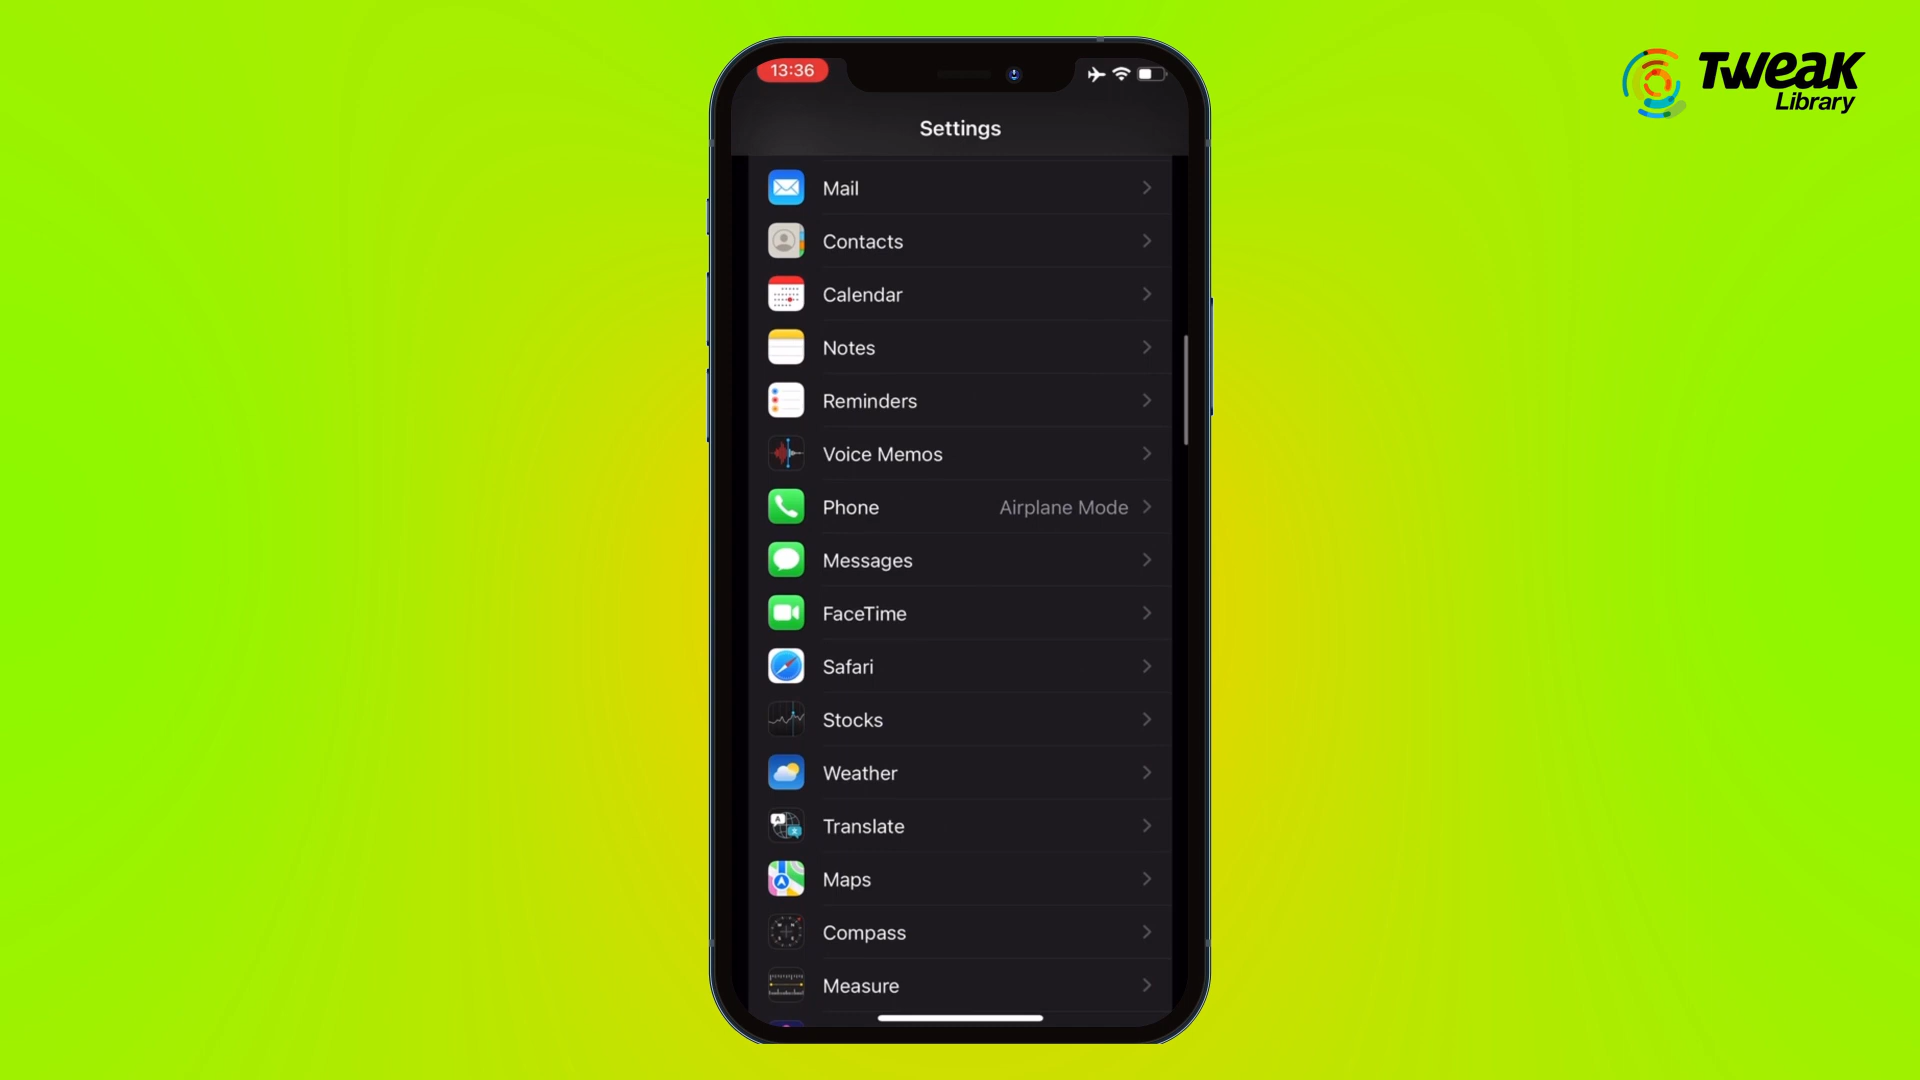 13:36
TWEAK
Library
Settings
Mail
Contacts
Calendar
Notes
Reminders
Voice Memos
Phone Airplane Mode
Messages
FaceTime
Safari
Stocks
Weather
Translate
Maps
Compass
Measure